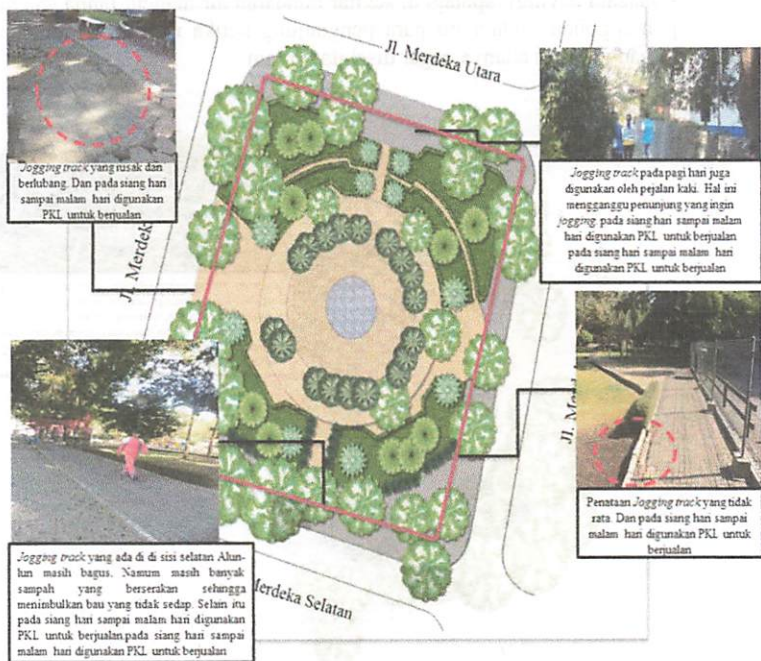 Jl. Merdeka Utara
Jogging track yang rusak dan
berlubang. Dan pada siang hari
sampai malam hari digunakan
PKL untuk berjualan
Jogging track pada pagi hari juga
digunakan oleh pejalan kaki. Hal ini
mengganggu penunjung yang ingin
jogging. pada siang hari sampai malam
hari digunakan PKL untuk berjualan
pada siang hari sampai malam hari
digunakan PKL untuk berjualan
Jl. Merdek
Jl. M
Penataan Jogging track yang tidak
rata. Dan pada siang hari sampai
malam hari digunakan PKL untuk
berjualan
Jogging track yang ada di di sisi selatan Alun-
lun masih bagus. Namum masih banyak
sampah yang berserakan sehingga
menimbulkan bau yang tidak sedap. Selain itu
pada siang hari sampai malam hari digunakan
PKL untuk berjualan.pada siang hari sampai
malam hari digunakan PKL untuk berjualan
Merdeka Selatan